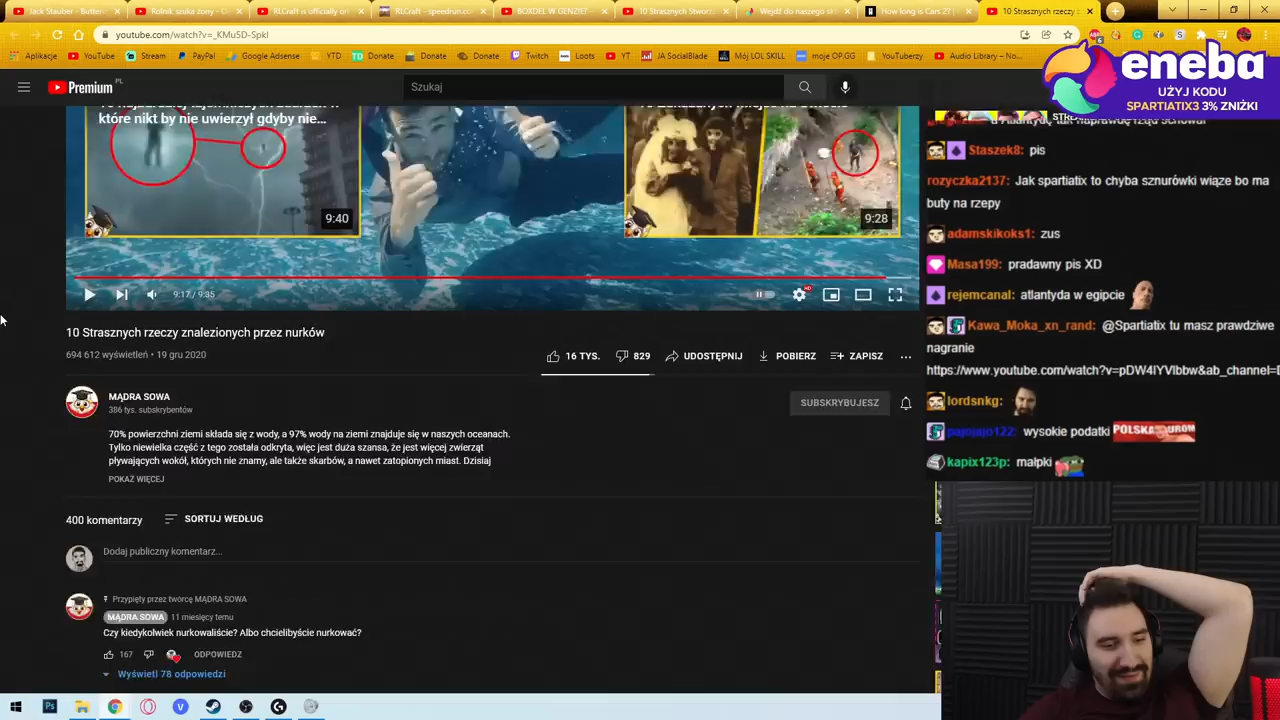 Jack Stauber - Butter
Rolnik szuka żony - O
RLCraft is officially or
RLCraft - speedrun.c
BOXDEL W GENZIE! -
10 Strasznych Stworz
Wejdź do naszego sk
How long is Cars 2?
10 Strasznych rzeczy z
youtube.com/watch?v=_KMuSD-SpkI
Aplikacje YouTube Stream PayPal Google Adsense YTD Donate Donate Donate Twitch Loots YT JA SocialBlade Mój LOL SKILL moje OP.GG YouTuberzy Audio Library – No...
eneba
UŻYJ KODU
SPARTIATIX3 3% ZNIŻKI
Premium PL
Szukaj
które nikt by nie uwierzył gdyby nie...
9:40
9:28
9:17 / 9:35
10 Strasznych rzeczy znalezionych przez nurków
694 612 wyświetleń • 19 gru 2020
16 TYS. 829 UDOSTĘPNIJ POBIERZ ZAPISZ
MĄDRA SOWA
386 tys. subskrybentów
SUBSKRYBUJESZ
70% powierzchni ziemi składa się z wody, a 97% wody na ziemi znajduje się w naszych oceanach.
Tylko niewielka część z tego została odkryta, więc jest duża szansa, że jest więcej zwierząt
pływających wokół, których nie znamy, ale także skarbów, a nawet zatopionych miast. Dzisiaj
POKAŻ WIĘCEJ
400 komentarzy SORTUJ WEDŁUG
Dodaj publiczny komentarz...
Przypięty przez twórcę MĄDRA SOWA
MĄDRA SOWA 11 miesięcy temu
Czy kiedykolwiek nurkowaliście? Albo chcielibyście nurkować?
167 ODPOWIEDZ
Wyświetl 78 odpowiedzi
Staszek8: pis
rozyczka2137: Jak spartiatix to chyba sznurówki wiąze bo ma
buty na rzepy
adamskikoks1: zus
Masa199: pradawny pis XD
rejemcanal: atlantyda w egipcie
Kawa_Moka_xn_rand: @Spartiatix tu masz prawdziwe
nagranie
https://www.youtube.com/watch?v=pDW4IYVlbbw&ab_channel=
lordsnkg:
pajojajo122: wysokie podatki POLSKA GUROM
kapix123p: małpki